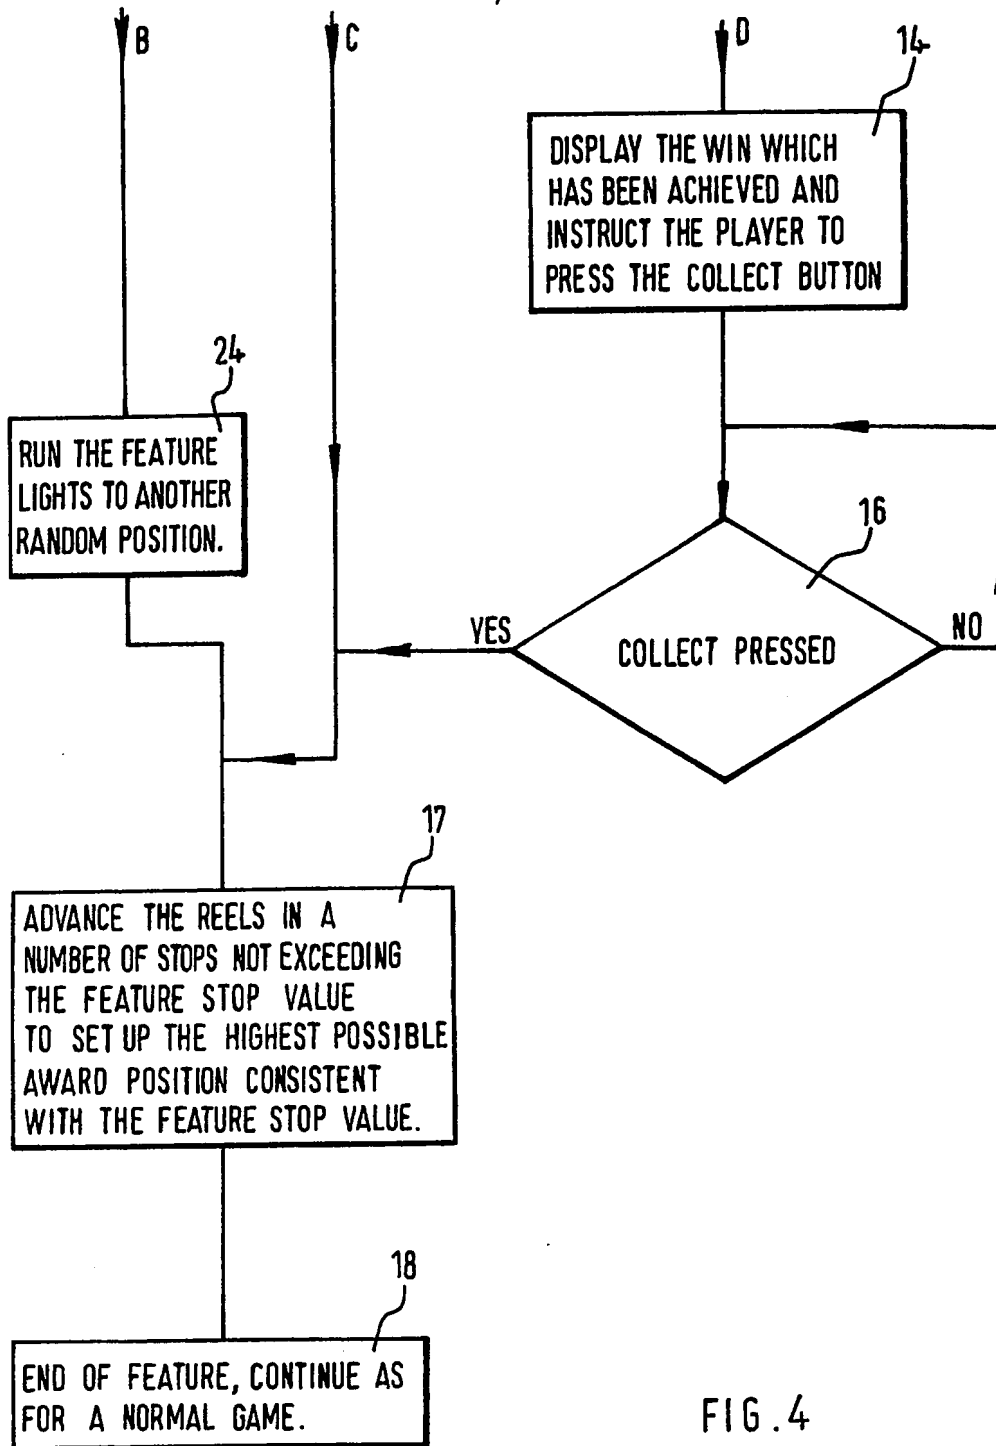 B
C
D
14
DISPLAY THE WIN WHICH
HAS BEEN ACHIEVED AND
INSTRUCT THE PLAYER TO
PRESS THE COLLECT BUTTON
24
RUN THE FEATURE
LIGHTS TO ANOTHER
RANDOM POSITION.
16
YES
COLLECT PRESSED
NO
17
ADVANCE THE REELS IN A
NUMBER OF STOPS NOT EXCEEDING
THE FEATURE STOP VALUE
TO SET UP THE HIGHEST POSSIBLE
AWARD POSITION CONSISTENT
WITH THE FEATURE STOP VALUE.
18
END OF FEATURE, CONTINUE AS
FOR A NORMAL GAME.
FIG.4